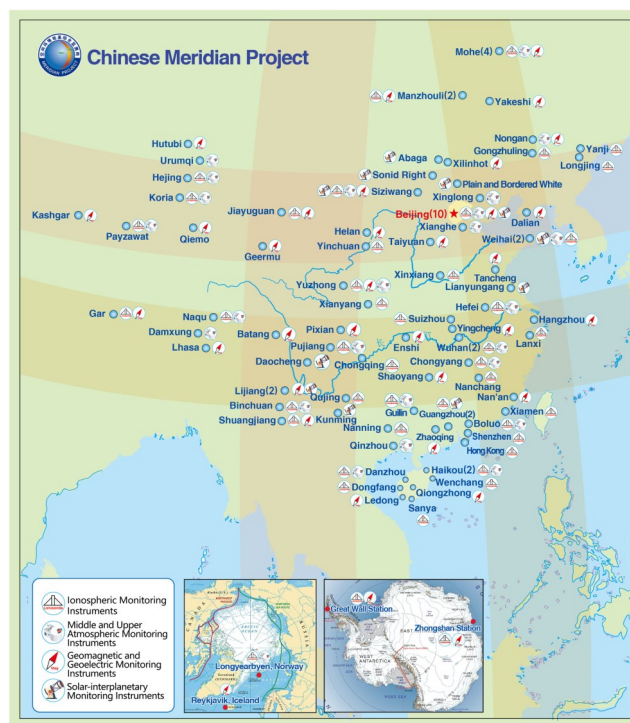 Chinese Meridian Project
Mohe(4)
Manzhouli(2)
Yakeshi
Nongan
Yanji
Gongzhuling
Longjing
Hutubi
Urumqi
Hejing
Koria
Abaga
Xilinhot
Sonid Right
Siziwang
Plain and Bordered White
Xinglong
Kashgar
Payzawat
Qiemo
Jiayuguan
Geermu
Helan
Yinchuan
Beijing(10)
Xianghe
Taiyuan
Dalian
Weihai(2)
Tancheng
Lianyungang
Xinxiang
Yuzhong
Xianyang
Gar
Naqu
Damxung
Lhasa
Batang
Pixian
Pujiang
Daocheng
Chongqing
Enshi
Suizhou
Yingcheng
Wuhan(2)
Hefei
Hangzhou
Lanxi
Chongyang
Shaoyang
Nanchang
Nan'an
Lijiang(2)
Qujing
Binchuan
Shuangjiang
Kunming
Guilin
Guangzhou(2)
Xiamen
Boluo
Nanning
Zhaoqing
Shenzhen
Hong Kong
Qinzhou
Danzhou
Haikou(2)
Dongfang
Wenchang
Qiongzhong
Ledong
Sanya
Ionospheric Monitoring
Instruments
Middle and Upper
Atmospheric Monitoring
Instruments
Geomagnetic and
Geoelectric Monitoring
Instruments
Solar-interplanetary
Monitoring Instruments
Longyearbyen, Norway
Reykjavik, Iceland
Great Wall Station
Zhongshan Station
WEST
ANTARCTICA
EAST